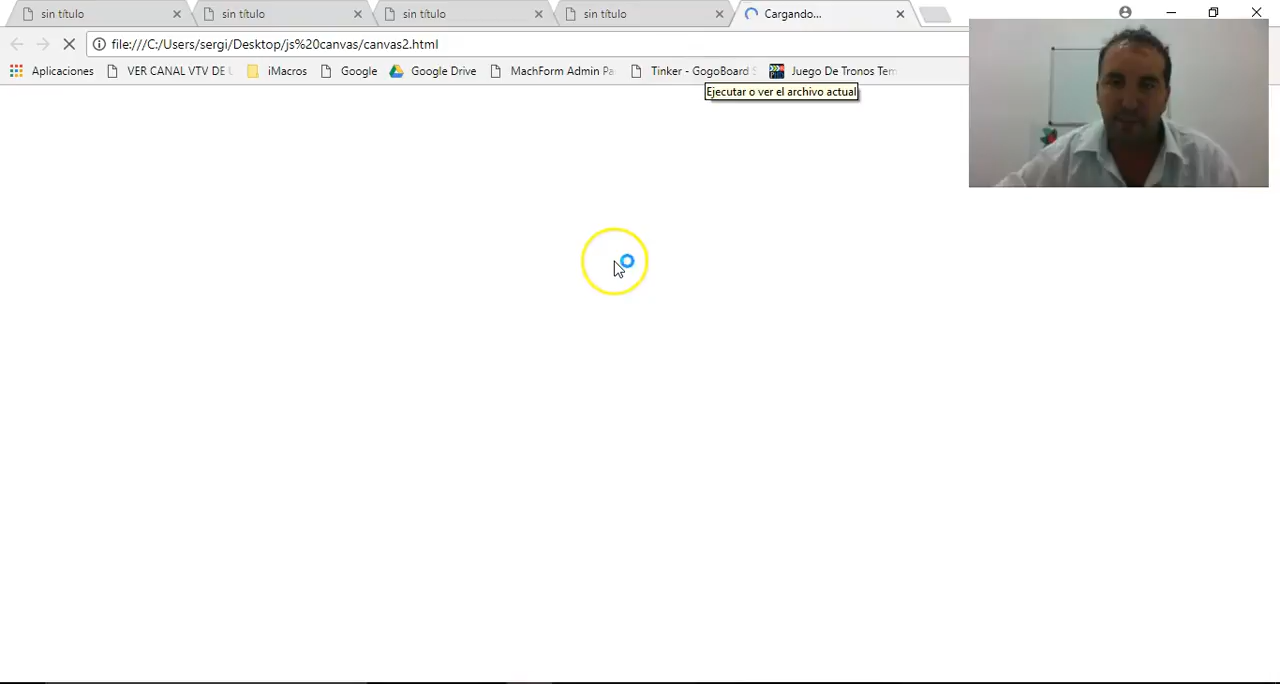 sin título
sin título
sin título
sin título
Cargando...
file:///C:/Users/sergi/Desktop/js%20canvas/canvas2.html
Aplicaciones
VER CANAL VTV DE
iMacros
Google
Google Drive
MachForm Admin Pa
Tinker - GogoBoard S
Juego De Tronos Tem
Ejecutar o ver el archivo actual